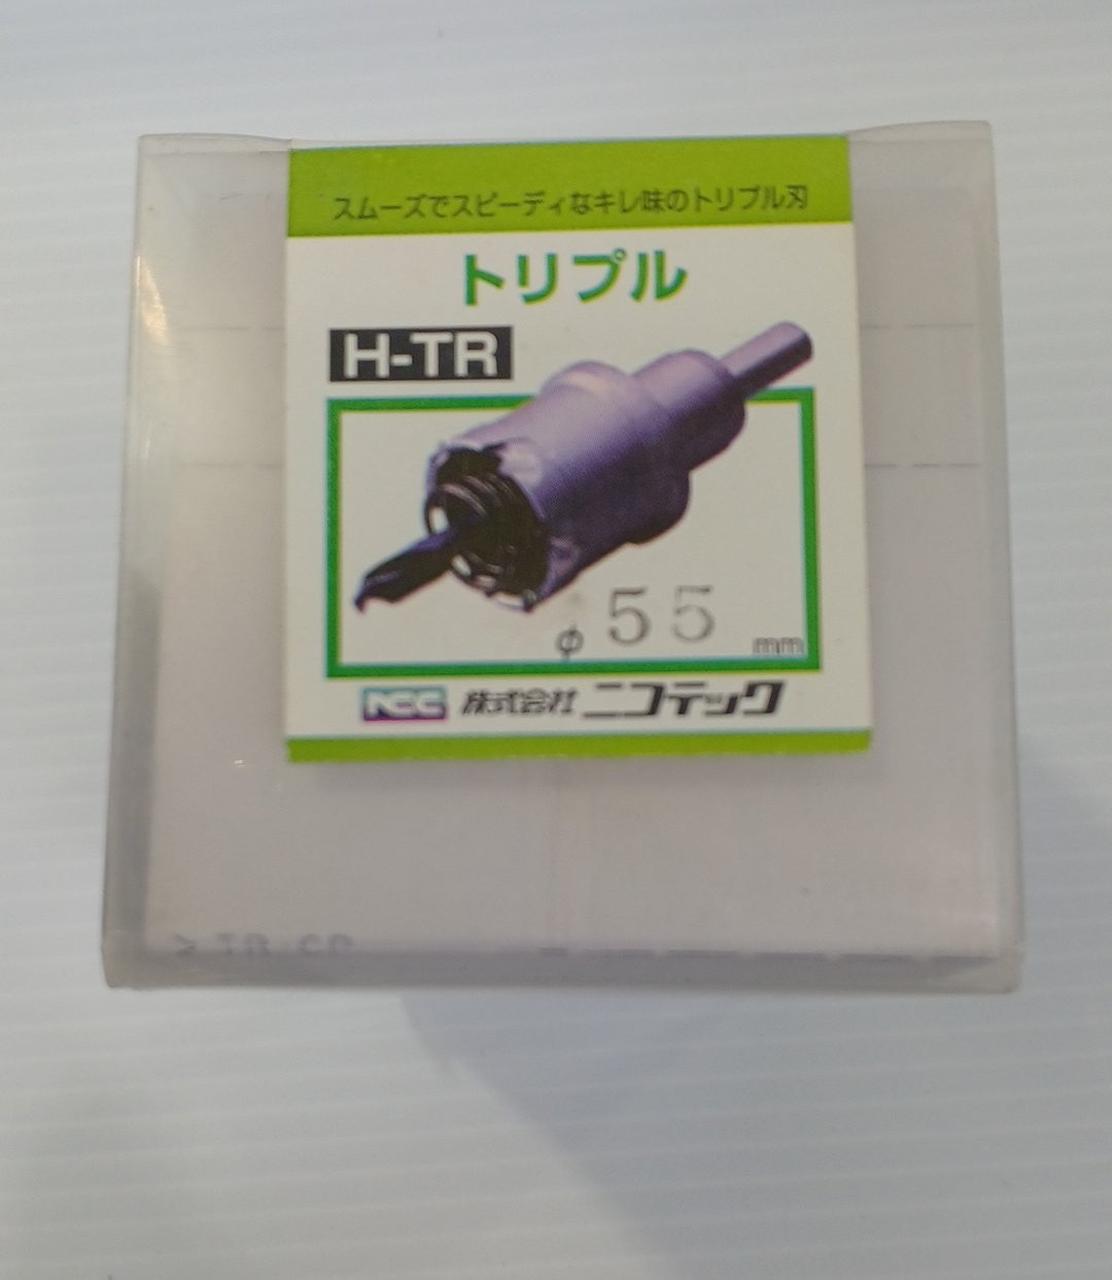 スムーズでスピーディなキレ味のトリプル刃
トリプル
H-TR
φ 55 mm
NCC 株式会社 ニコテック